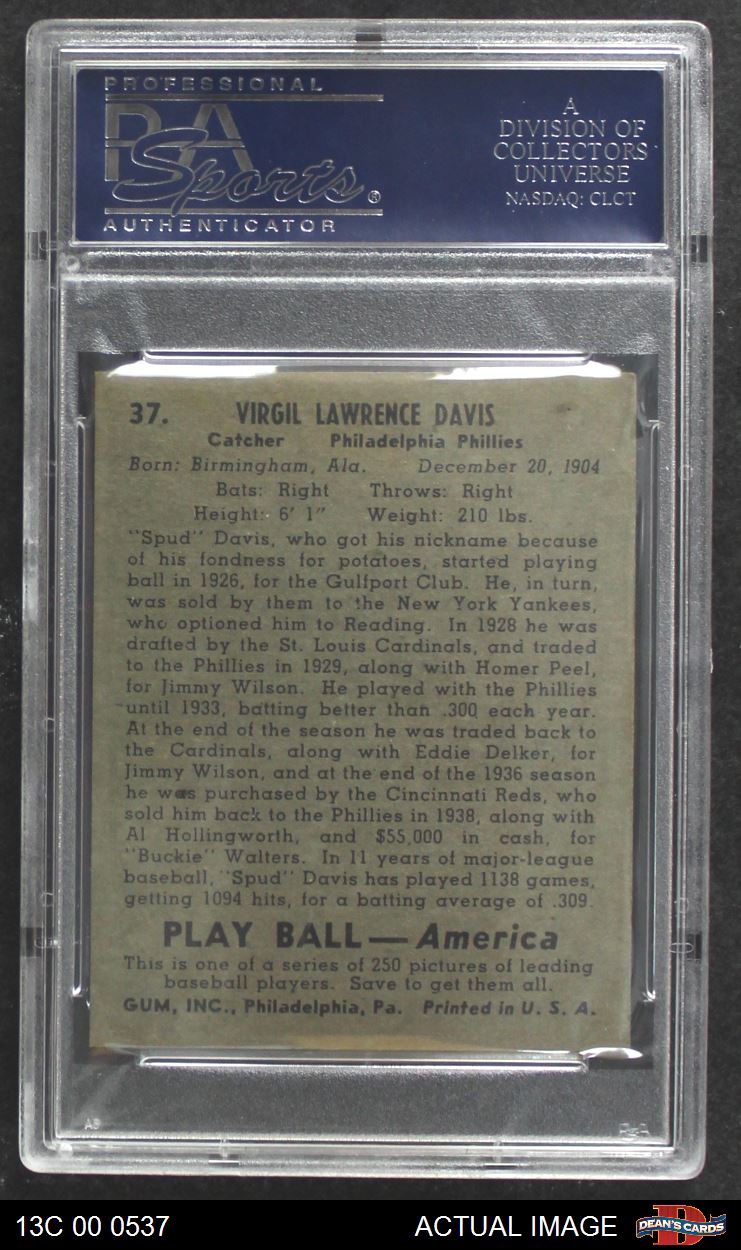 PROFESSIONAL
PSA
Sports®
AUTHENTICATOR
A
DIVISION OF
COLLECTORS
UNIVERSE
NASDAQ: CLCT
37. VIRGIL LAWRENCE DAVIS
Catcher Philadelphia Phillies
Born: Birmingham, Ala. December 20, 1904
Bats: Right Throws: Right
Height: 6' 1" Weight: 210 lbs.
"Spud" Davis, who got his nickname because
of his fondness for potatoes, started playing
ball in 1926, for the Gulfport Club. He, in turn,
was sold by them to the New York Yankees,
who optioned him to Reading. In 1928 he was
drafted by the St. Louis Cardinals, and traded
to the Phillies in 1929, along with Homer Peel,
for Jimmy Wilson. He played with the Phillies
until 1933, batting better than .300 each year.
At the end of the season he was traded back to
the Cardinals, along with Eddie Delker, for
Jimmy Wilson, and at the end of the 1936 season
he was purchased by the Cincinnati Reds, who
sold him back to the Phillies in 1938, along with
Al Hollingworth, and $55,000 in cash, for
"Buckie" Walters. In 11 years of major-league
baseball, "Spud" Davis has played 1138 games,
getting 1094 hits, for a batting average of .309.
PLAY BALL — America
This is one of a series of 250 pictures of leading
baseball players. Save to get them all.
GUM, INC., Philadelphia, Pa. Printed in U. S. A.
A8
PSA
13C 00 0537 ACTUAL IMAGE DEAN'S CARDS